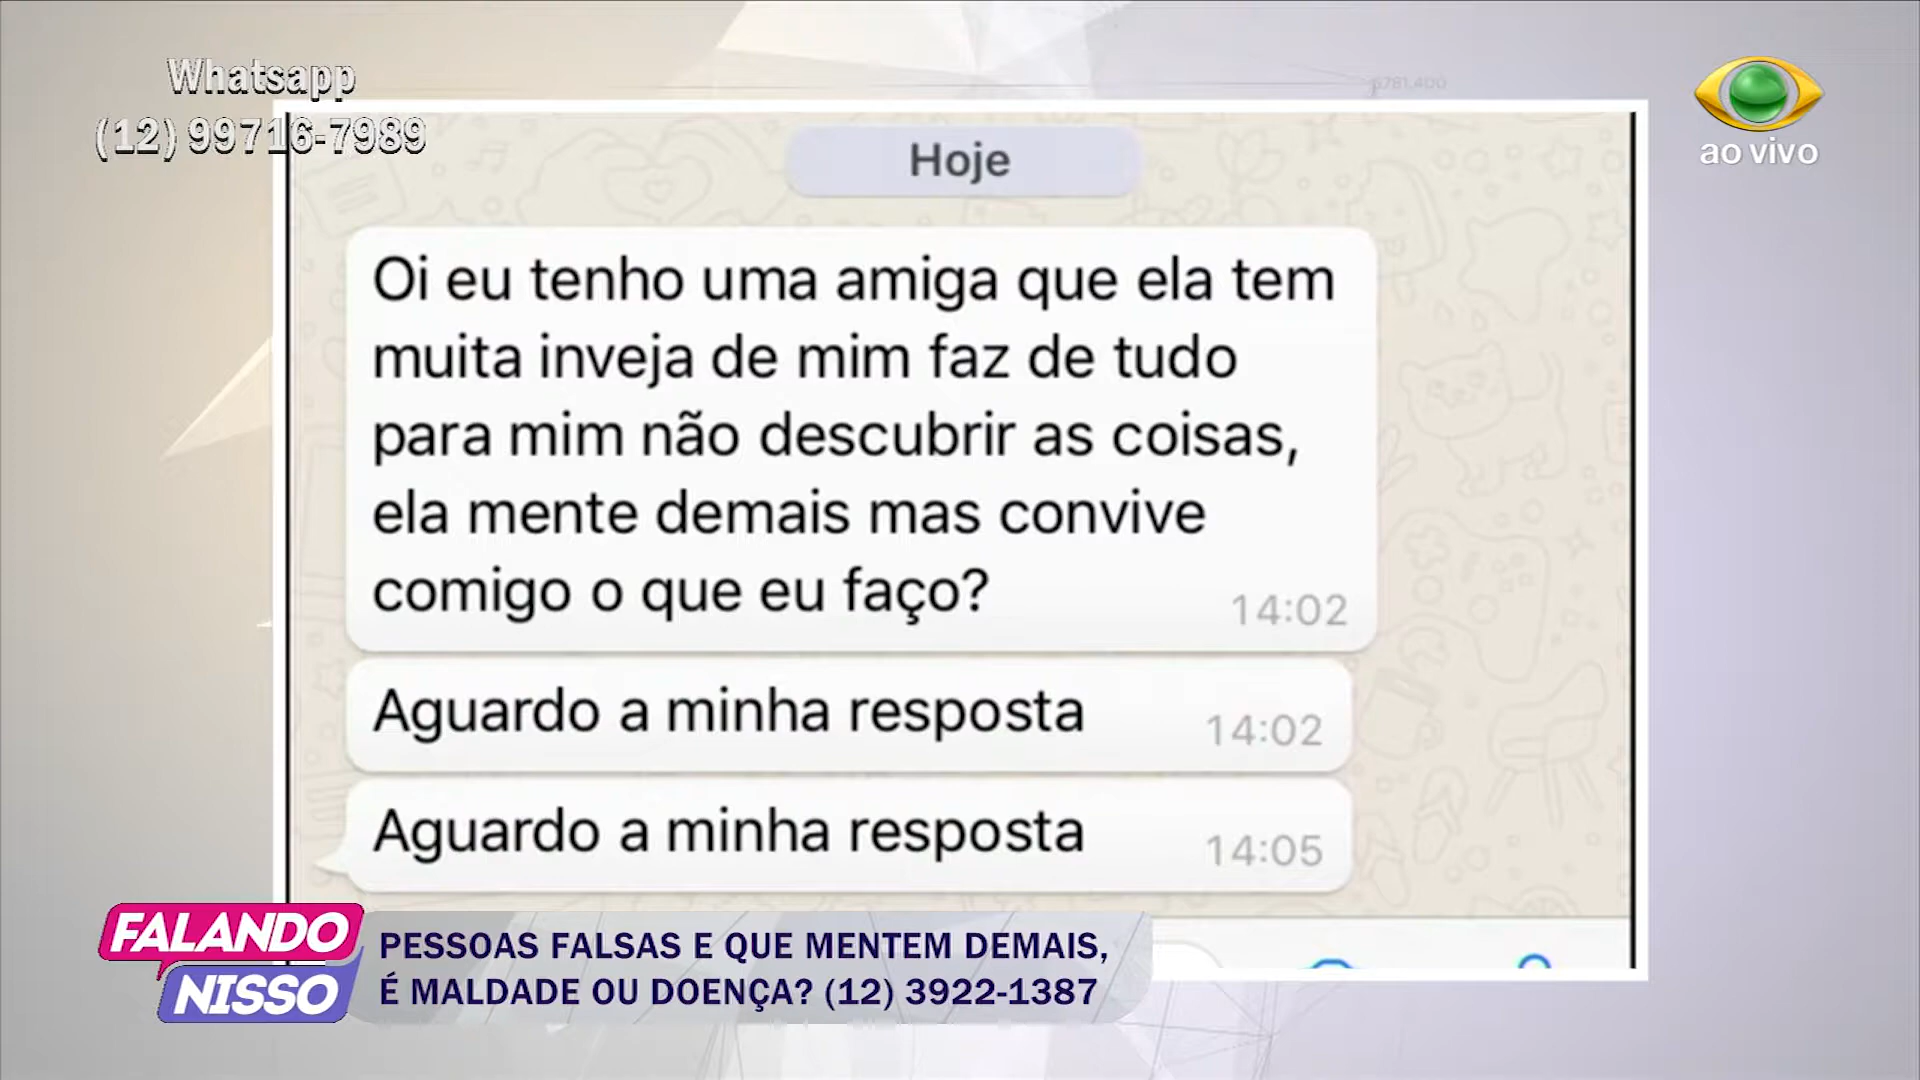 Whatsapp
(12) 99716-7989
6781.400
ao vivo
Hoje
Oi eu tenho uma amiga que ela tem
muita inveja de mim faz de tudo
para mim não descubrir as coisas,
ela mente demais mas convive
comigo o que eu faço?
14:02
Aguardo a minha resposta
14:02
Aguardo a minha resposta
14:05
FALANDO
NISSO
PESSOAS FALSAS E QUE MENTEM DEMAIS,
É MALDADE OU DOENÇA? (12) 3922-1387